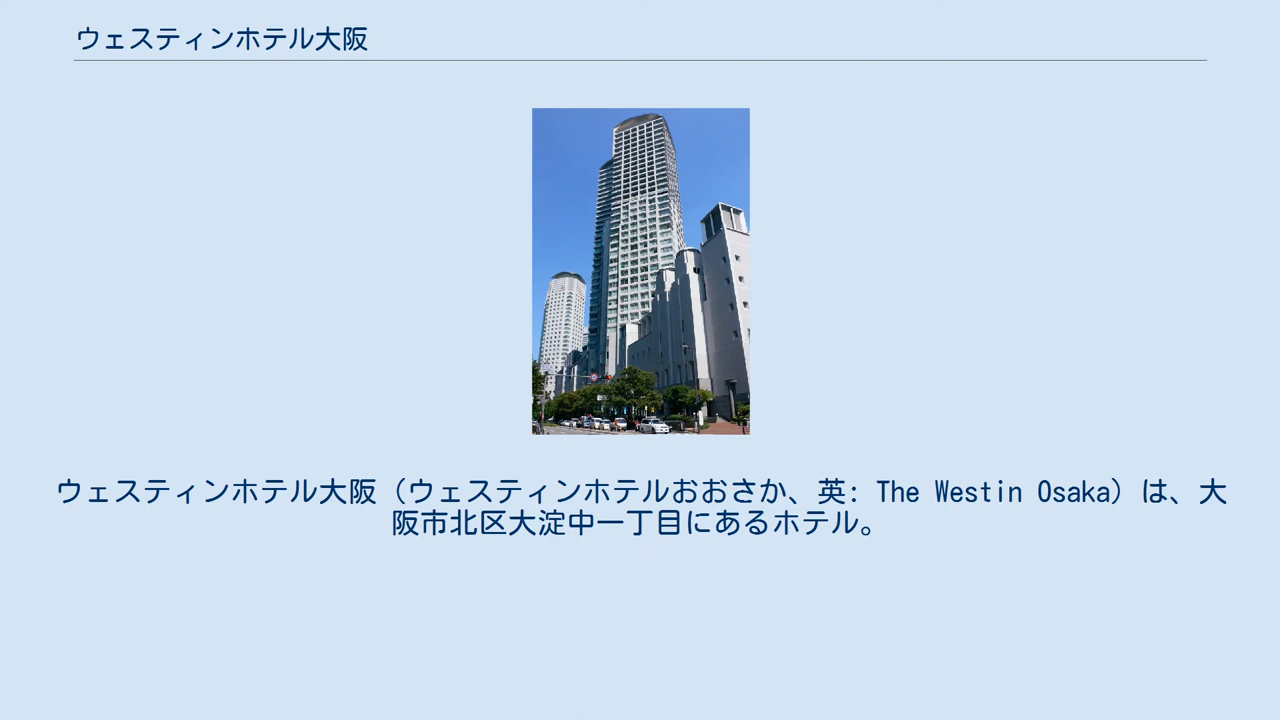 ウェスティンホテル大阪
ウェスティンホテル大阪（ウェスティンホテルおおさか、英: The Westin Osaka）は、大
阪市北区大淀中一丁目にあるホテル。